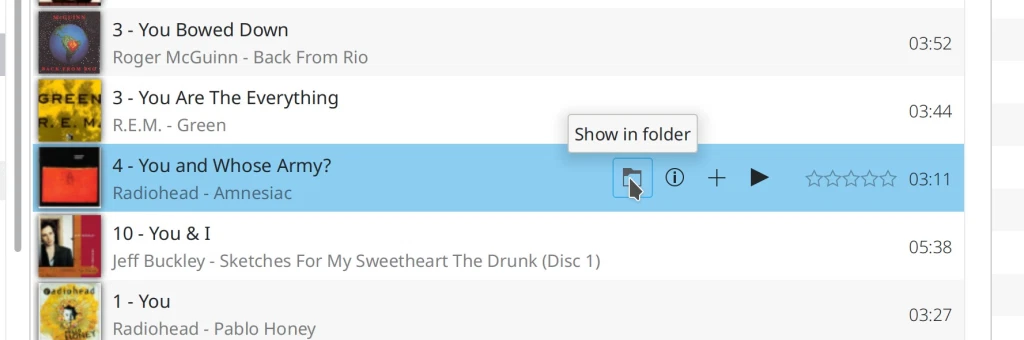 3 - You Bowed Down
Roger McGuinn - Back From Rio
03:52
GREEN
R. E. M.
3 - You Are The Everything
R.E.M. - Green
03:44
Show in folder
4 - You and Whose Army?
Radiohead - Amnesiac
03:11
10 - You & I
Jeff Buckley - Sketches For My Sweetheart The Drunk (Disc 1)
05:38
Radiohead
1 - You
Radiohead - Pablo Honey
03:27